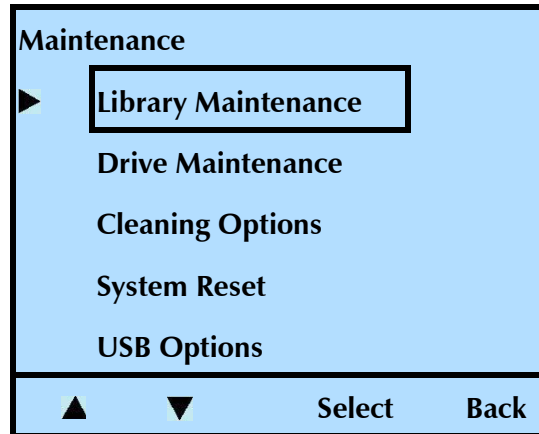 Maintenance
Library Maintenance
Drive Maintenance
Cleaning Options
System Reset
USB Options
Select Back